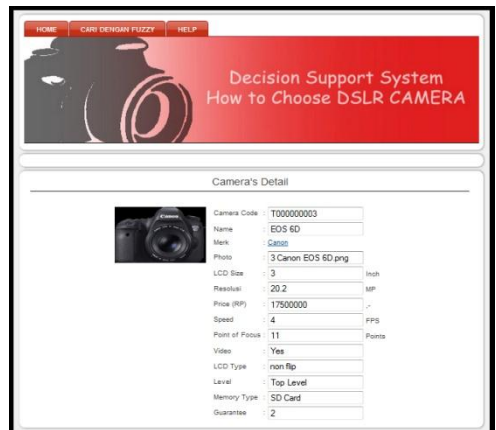 HOME CARI DENGAN FUZZY HELP
Decision Support System
How to Choose DSLR CAMERA
Camera's Detail
Canon
Camera Code : T000000003
Name : EOS 6D
Merk : Canon
Photo : 3 Canon EOS 6D.png
LCD Size : 3 Inch
Resolusi : 20.2 MP
Price (RP) : 17500000 ,-
Speed : 4 FPS
Point of Focus : 11 Points
Video : Yes
LCD Type : non flip
Level : Top Level
Memory Type : SD Card
Guarantee : 2